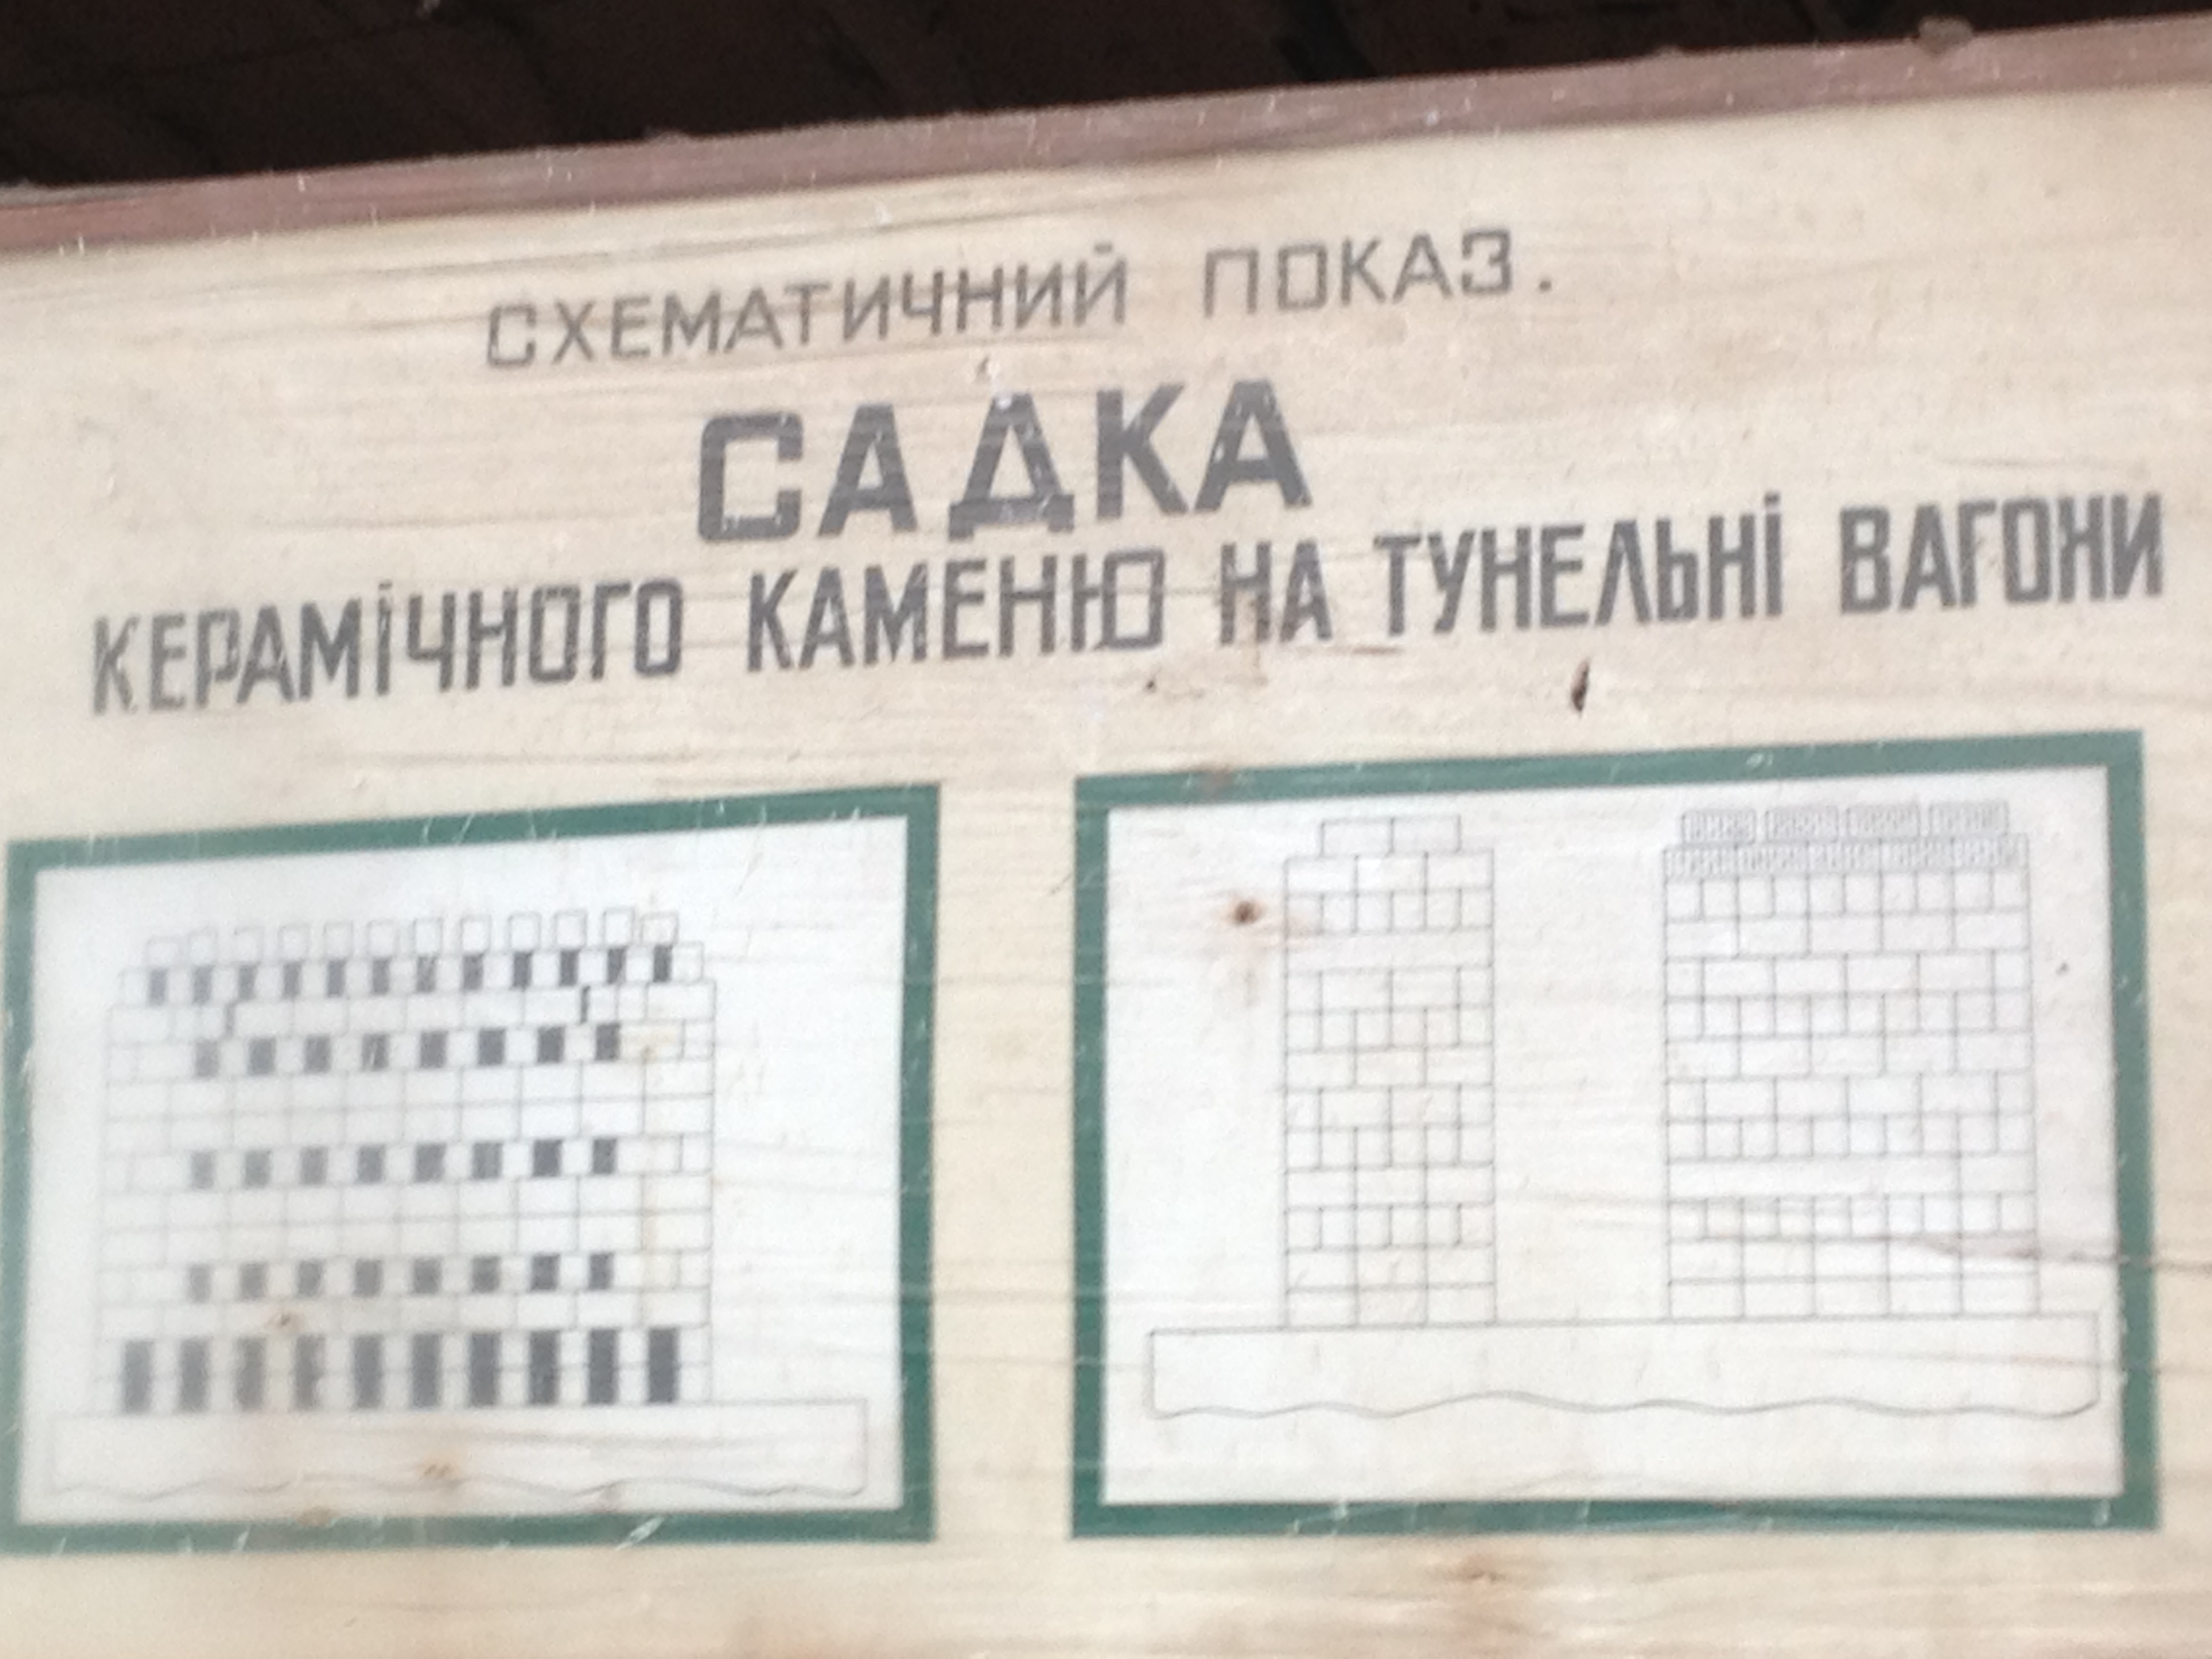 СХЕМАТИЧНИЙ ПОКАЗ.
САДКА
КЕРАМІЧНОГО КАМЕНЮ НА ТУНЕЛЬНІ ВАГОНИ